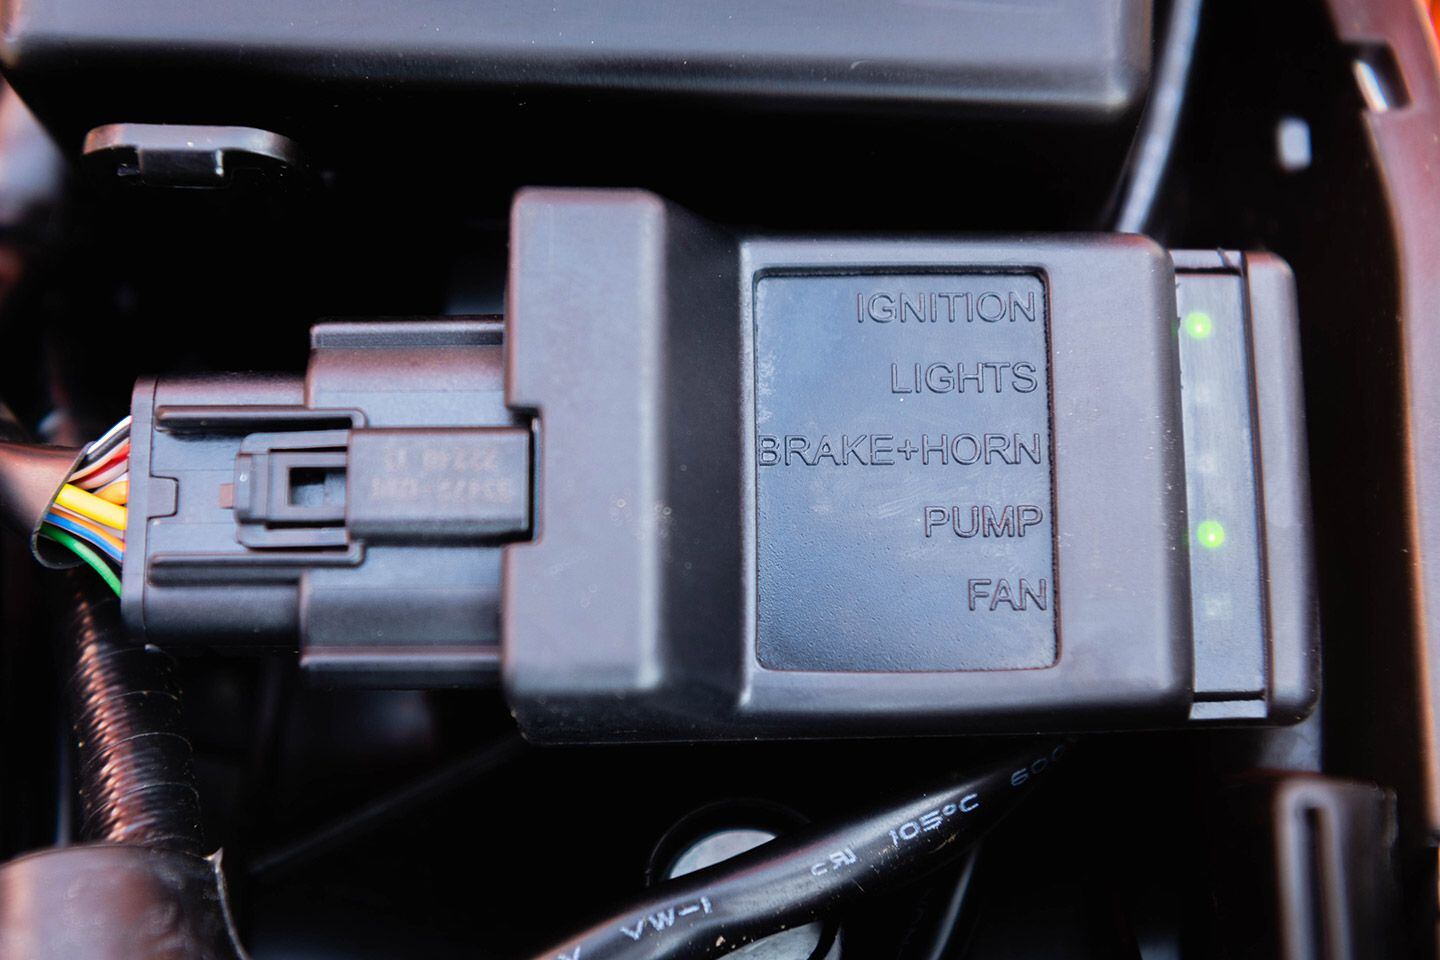 IGNITION
LIGHTS
BRAKE+HORN
PUMP
FAN
VW-1
105°C